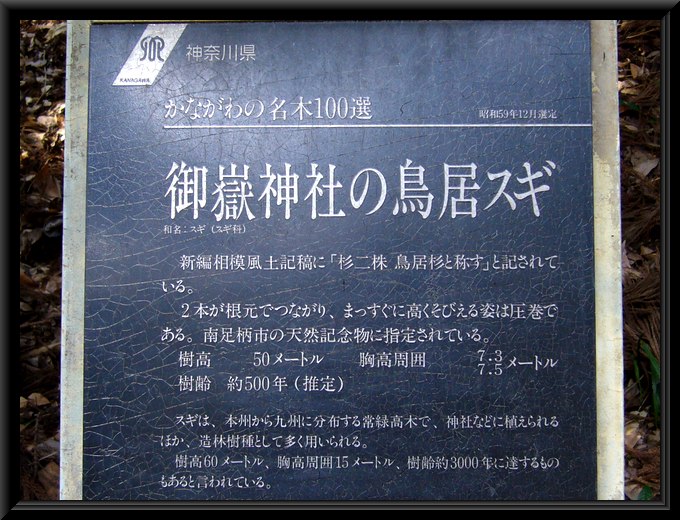 神奈川県
KANAGAWA
かながわの名木100選
昭和59年12月選定
御嶽神社の鳥居スギ
和名：スギ（スギ科）
新編相模風土記稿に「杉二株 鳥居杉と称す」と記されて
いる。
２本が根元でつながり、まっすぐに高くそびえる姿は圧巻で
ある。南足柄市の天然記念物に指定されている。
樹高 50メートル 胸高周囲 7.3 7.5 メートル
樹齢 約500年（推定）
スギは、本州から九州に分布する常緑高木で、神社などに植えられる
ほか、造林樹種として多く用いられる。
樹高60メートル、胸高周囲15メートル、樹齢約3000年に達するもの
もあると言われている。